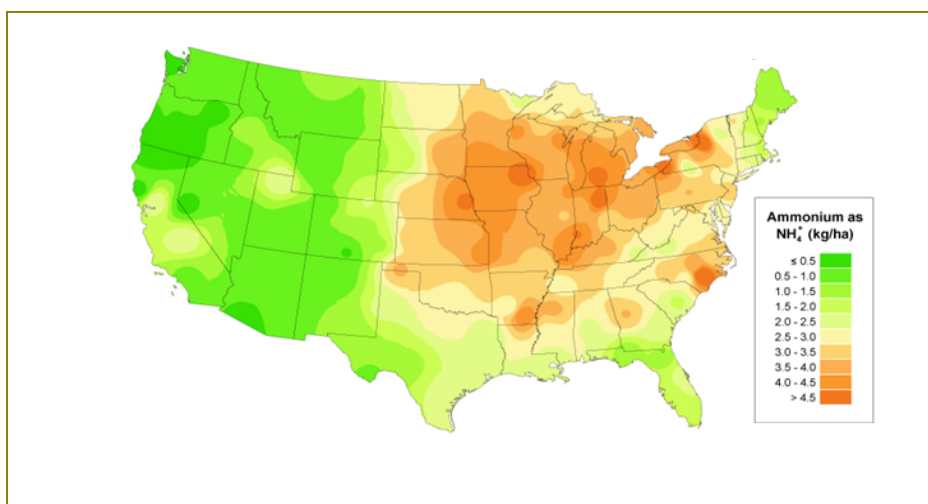 Ammonium as
NH₄⁺ (kg/ha)
≤ 0.5
0.5 - 1.0
1.0 - 1.5
1.5 - 2.0
2.0 - 2.5
2.5 - 3.0
3.0 - 3.5
3.5 - 4.0
4.0 - 4.5
> 4.5